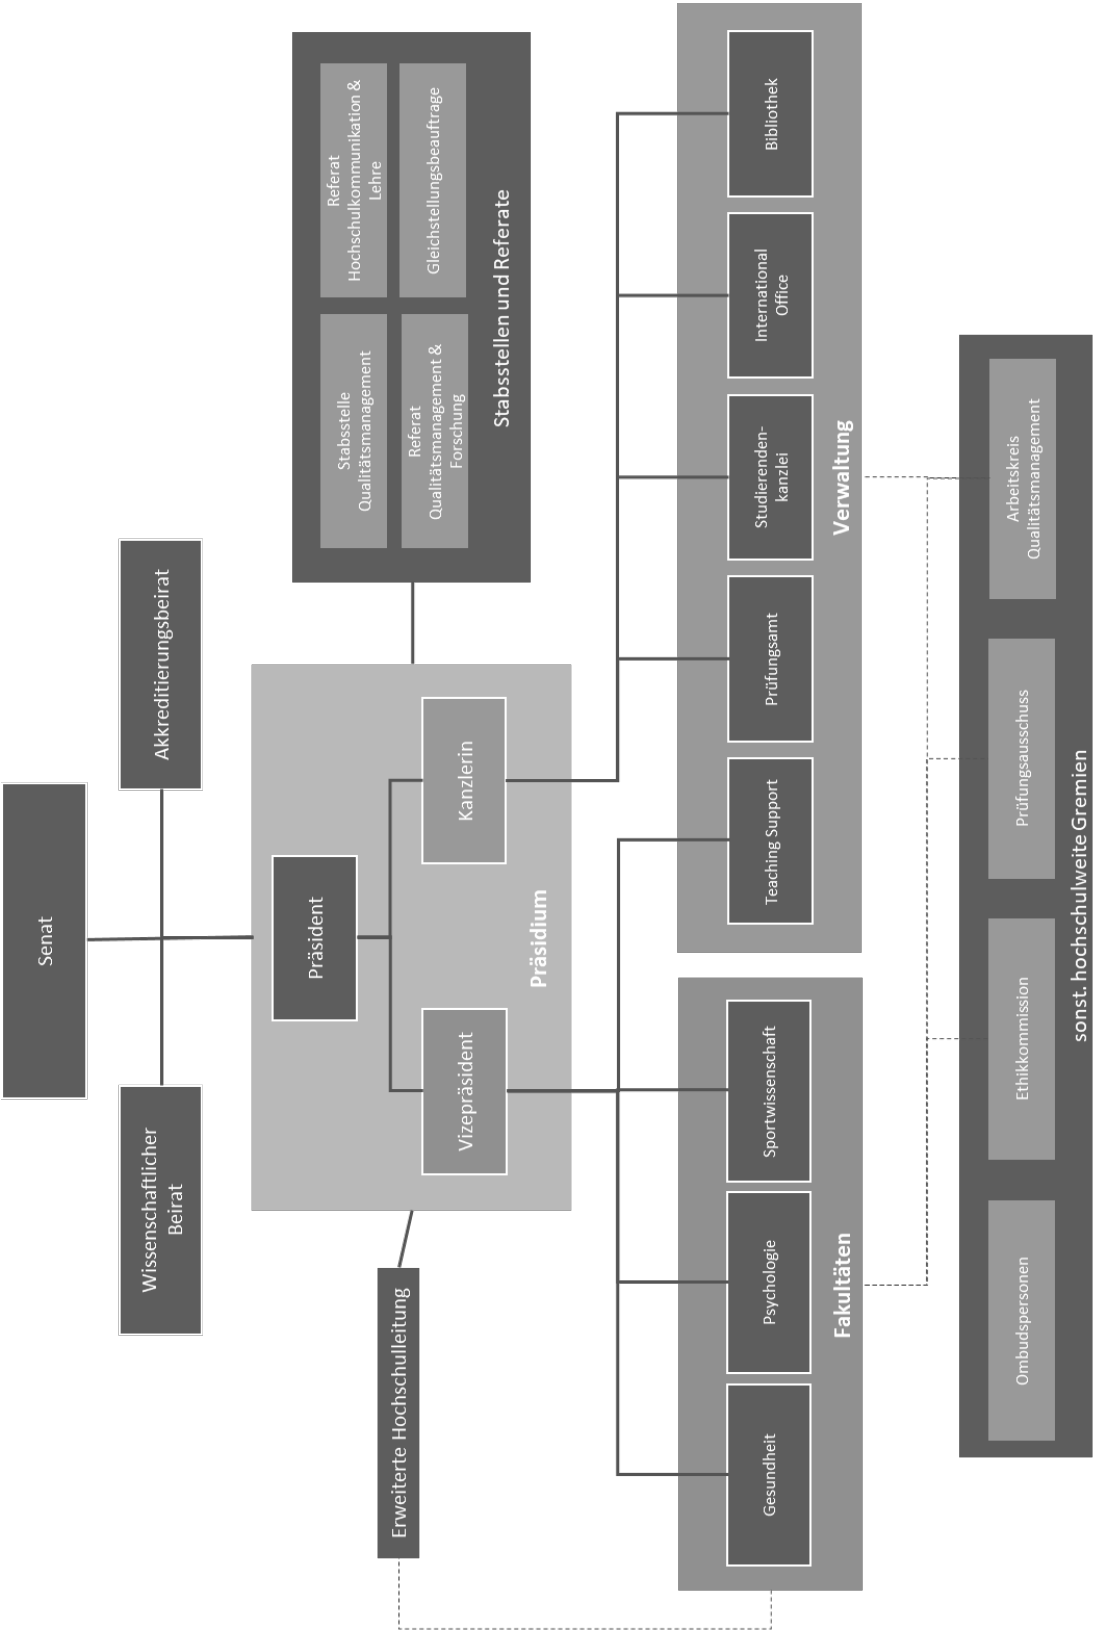 Senat
Wissenschaftlicher
Beirat
Akkreditierungsbeirat
Erweiterte Hochschulleitung
Präsident
Vizepräsident
Kanzlerin
Präsidium
Stabsstelle
Qualitätsmanagement
Referat
Hochschulkommunikation &
Lehre
Referat
Qualitätsmanagement &
Forschung
Gleichstellungsbeauftrage
Stabsstellen und Referate
Gesundheit
Psychologie
Sportwissenschaft
Fakultäten
Teaching Support
Prüfungsamt
Studierenden-
kanzlei
International
Office
Bibliothek
Verwaltung
Ombudspersonen
Ethikkommission
Prüfungsausschuss
Arbeitskreis
Qualitätsmanagement
sonst. hochschulweite Gremien